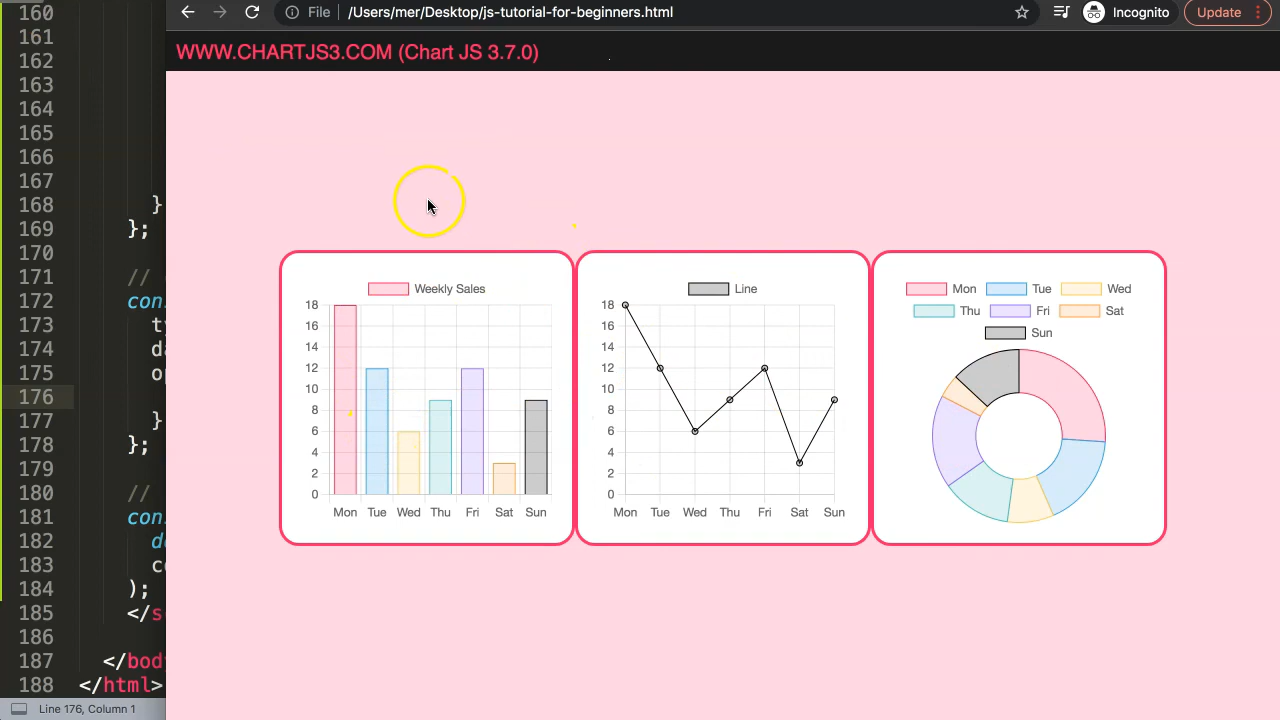 160
161
162
163
164
165
166
167
168 }
169 };
170
171 //
172 con
173 ty
174 da
175 op
176
177 }
178 };
179
180 //
181 con
182 d
183 co
184 );
185 </s
186
187 </body
188 </html>
Line 176, Column 1
File /Users/mer/Desktop/js-tutorial-for-beginners.html
Incognito
Update
WWW.CHARTJS3.COM (Chart JS 3.7.0)
Weekly Sales
18
16
14
12
10
8
6
4
2
0
Mon Tue Wed Thu Fri Sat Sun
Line
18
16
14
12
10
8
6
4
2
0
Mon Tue Wed Thu Fri Sat Sun
Mon Tue Wed
Thu Fri Sat
Sun